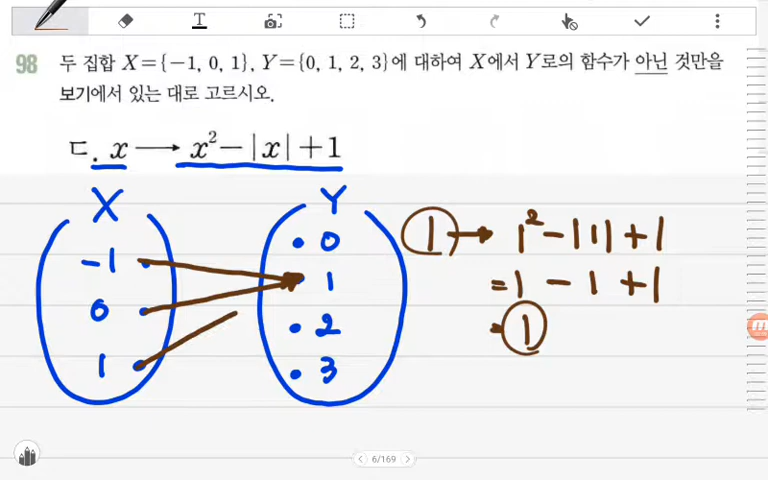 T
98 두 집합 X={-1, 0, 1}, Y={0, 1, 2, 3}에 대하여 X에서 Y로의 함수가 아닌 것만을
보기에서 있는 대로 고르시오.
ㄷ. x → x²-|x|+1
X Y
-1 0
0 1
1 2
3
1 → 1²-|1|+1
=1-1+1
=1
6/169